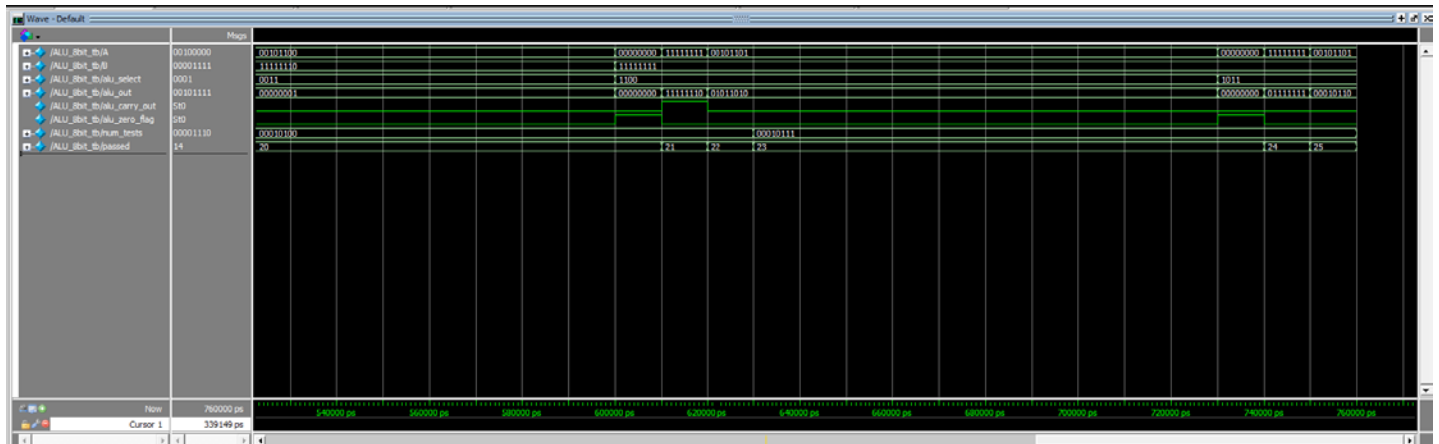 Wave - Default
Msgs
/ALU_8bit_tb/A 00100000 00101100 00000000 11111111 00101101 00000000 11111111 00101101
/ALU_8bit_tb/B 00001111 11111110 11111111
/ALU_8bit_tb/alu_select 0001 0011 1100 1011
/ALU_8bit_tb/alu_out 00101111 00000001 00000000 11111110 01011010 00000000 01111111 00010110
/ALU_8bit_tb/alu_carry_out St0
/ALU_8bit_tb/alu_zero_flag St0
/ALU_8bit_tb/num_tests 00001110 00010100 00010111
/ALU_8bit_tb/passed 14 20 21 22 23 24 25
Now 760000 ps 540000 ps 560000 ps 580000 ps 600000 ps 620000 ps 640000 ps 660000 ps 680000 ps 700000 ps 720000 ps 740000 ps 760000 ps
Cursor 1 339149 ps